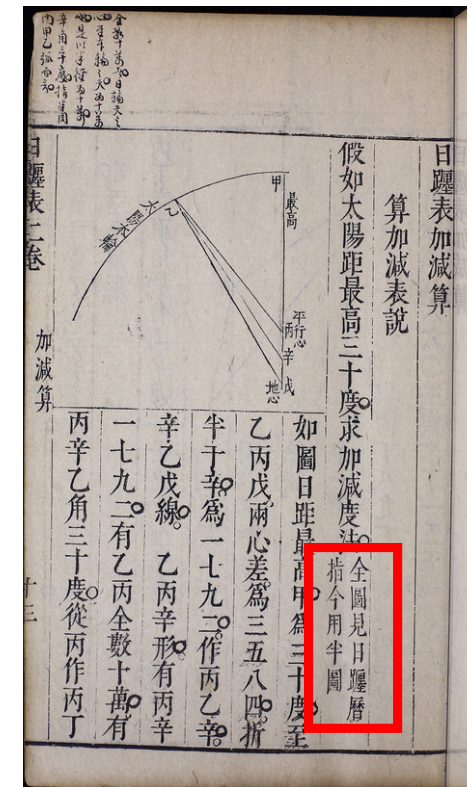 日躔表加減算
算加減表說
假如太陽距最高三十度求加減度法
全圖見日躔曆
指今用半圖
如圖日距最高甲爲三十度至
乙丙戊兩心差爲三五八四折
半于辛爲一七九二作丙乙辛
辛乙戊線 乙丙辛形有丙辛
一七九二有乙丙全數十萬有
丙辛乙角三十度從丙作丙丁
甲
最高
乙
太陽本輪
平行心
丙
辛
戊
地心
日躔表二卷
加減算
十三